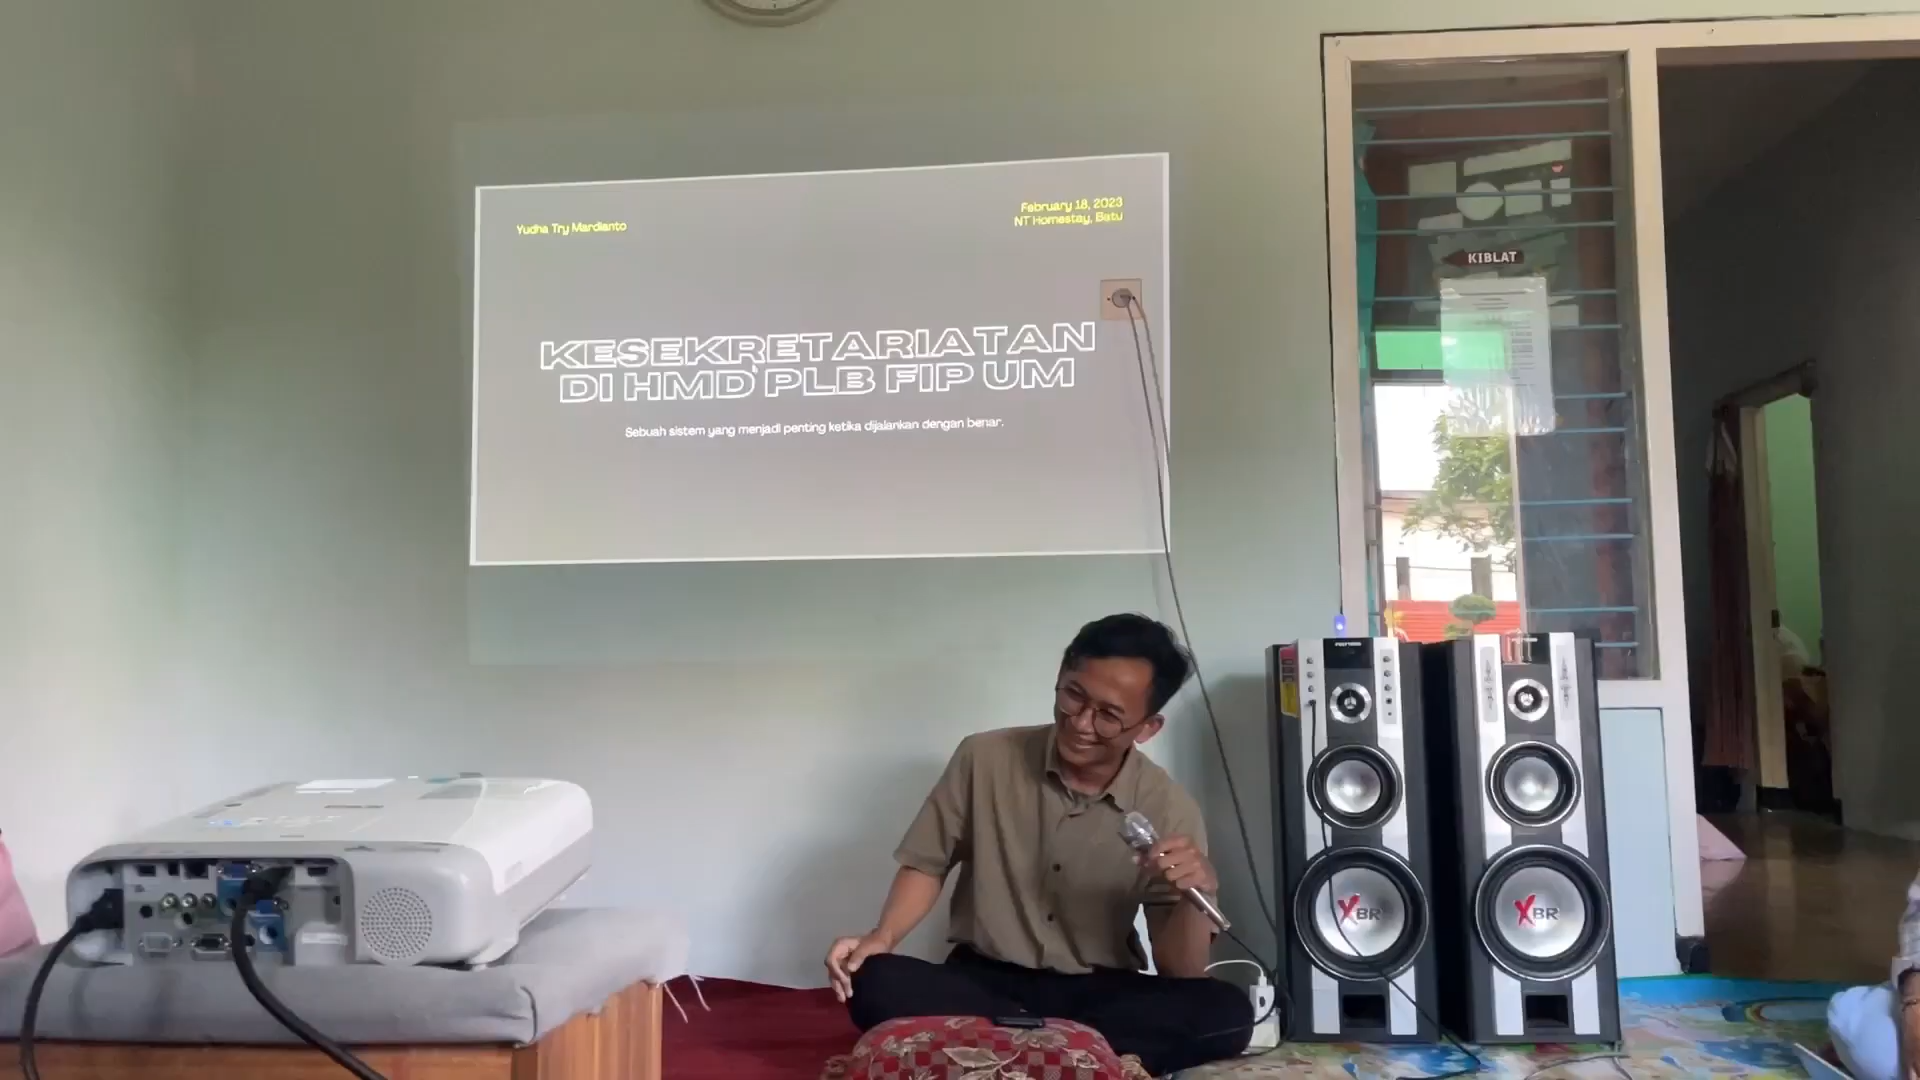 Yudha Try Mardianto
February 18, 2023
NT Homestay, Batu
KESEKRETARIATAN
DI HMD PLB FIP UM
Sebuah sistem yang menjadi penting ketika dijalankan dengan benar.
KIBLAT
XBR
XBR